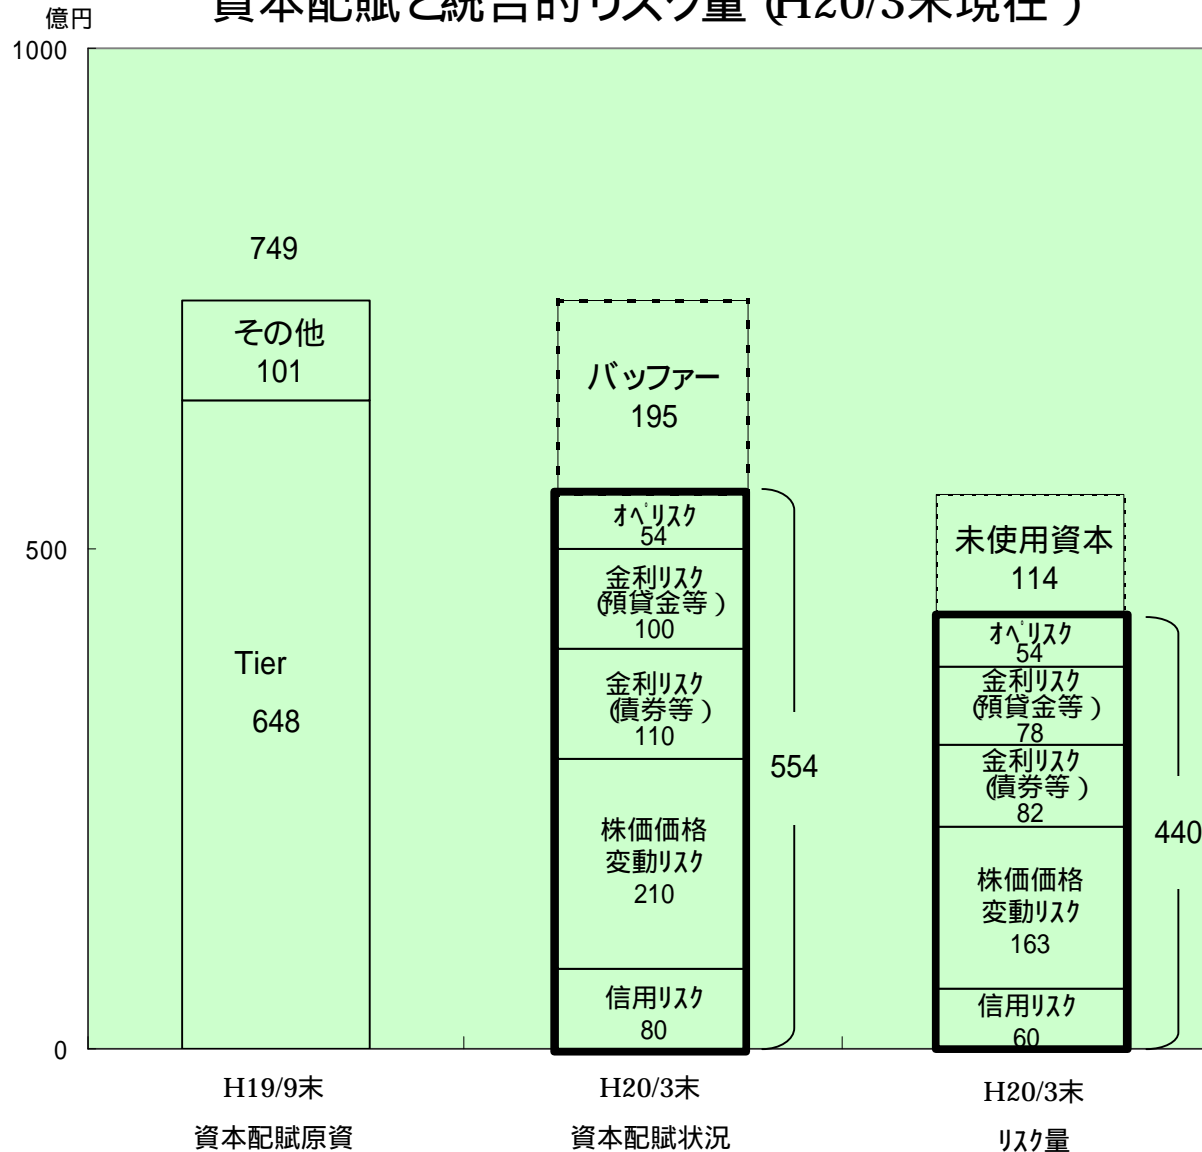 資本配賦と統合的リスク量 (H20/3末現在 )
億円
1000
500
0
749
その他
101
Tier
648
バッファー
195
オペリスク
54
金利リスク
(預貸金等 )
100
金利リスク
(債券等 )
110
株価価格
変動リスク
210
信用リスク
80
554
未使用資本
114
オペリスク
54
金利リスク
(預貸金等 )
78
金利リスク
(債券等 )
82
株価価格
変動リスク
163
信用リスク
60
440
H19/9末
資本配賦原資
H20/3末
資本配賦状況
H20/3末
リスク量